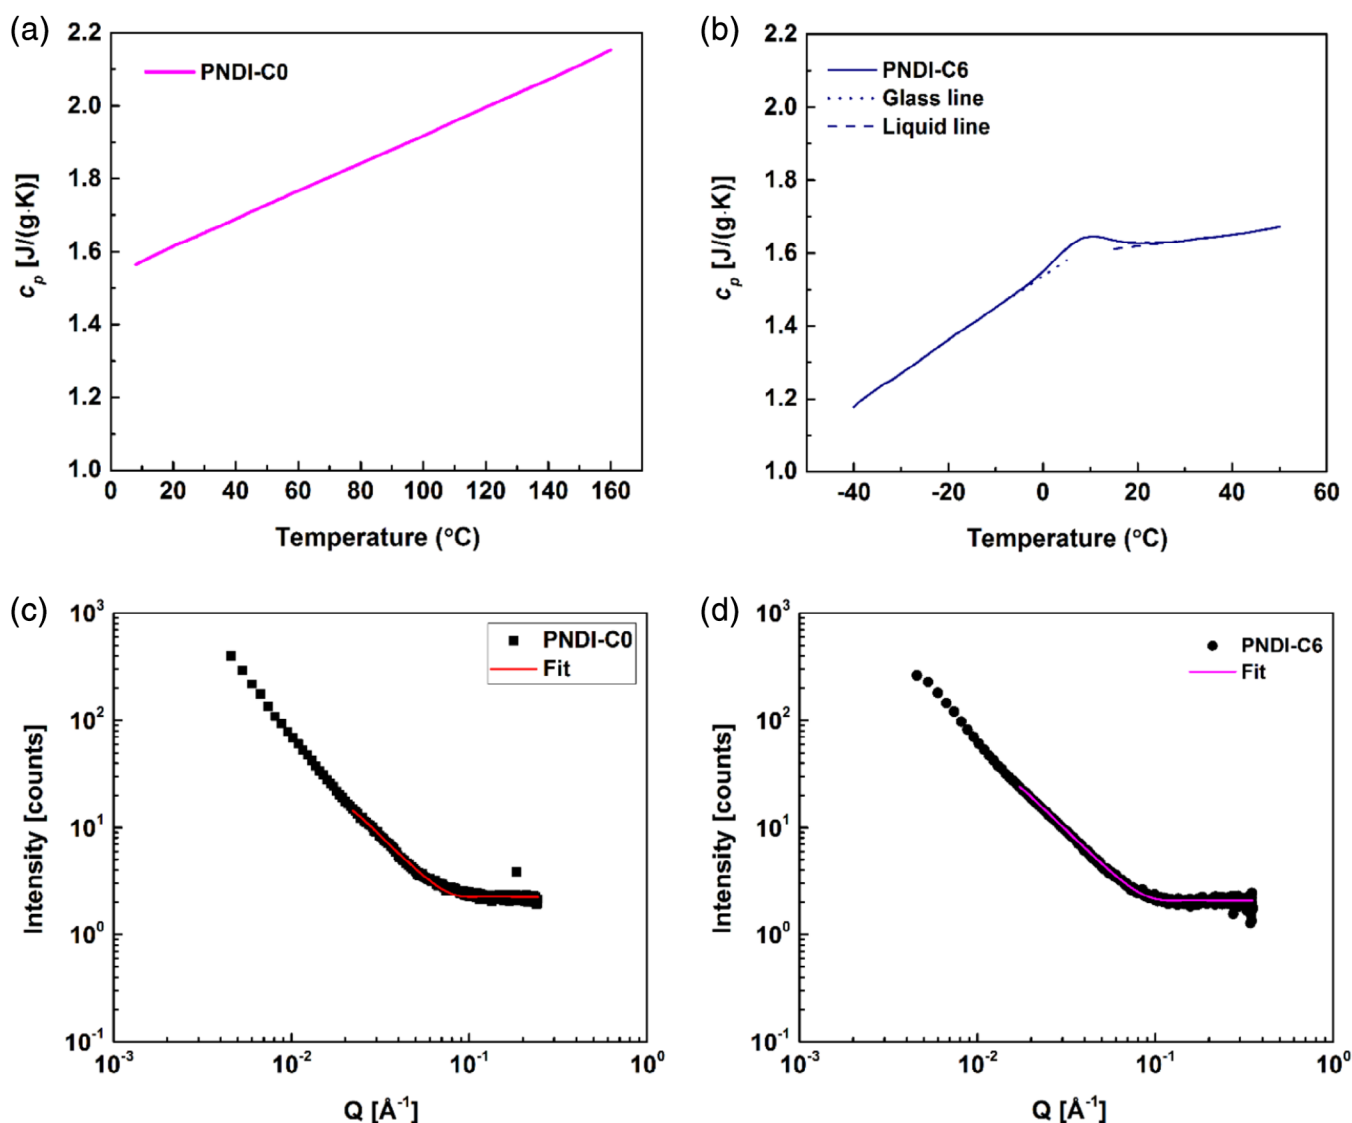 (a)
2.2
2.0
1.8
1.6
1.4
1.2
1.0
c_p [J/(g·K)]
PNDI-C0
0 20 40 60 80 100 120 140 160
Temperature (°C)
(b)
2.2
2.0
1.8
1.6
1.4
1.2
1.0
c_p [J/(g·K)]
PNDI-C6
Glass line
Liquid line
-40 -20 0 20 40 60
Temperature (°C)
(c)
10³
10²
10¹
10⁰
10⁻¹
Intensity [counts]
PNDI-C0
Fit
10⁻³ 10⁻² 10⁻¹ 10⁰
Q [Å⁻¹]
(d)
10³
10²
10¹
10⁰
10⁻¹
Intensity [counts]
PNDI-C6
Fit
10⁻³ 10⁻² 10⁻¹ 10⁰
Q [Å⁻¹]